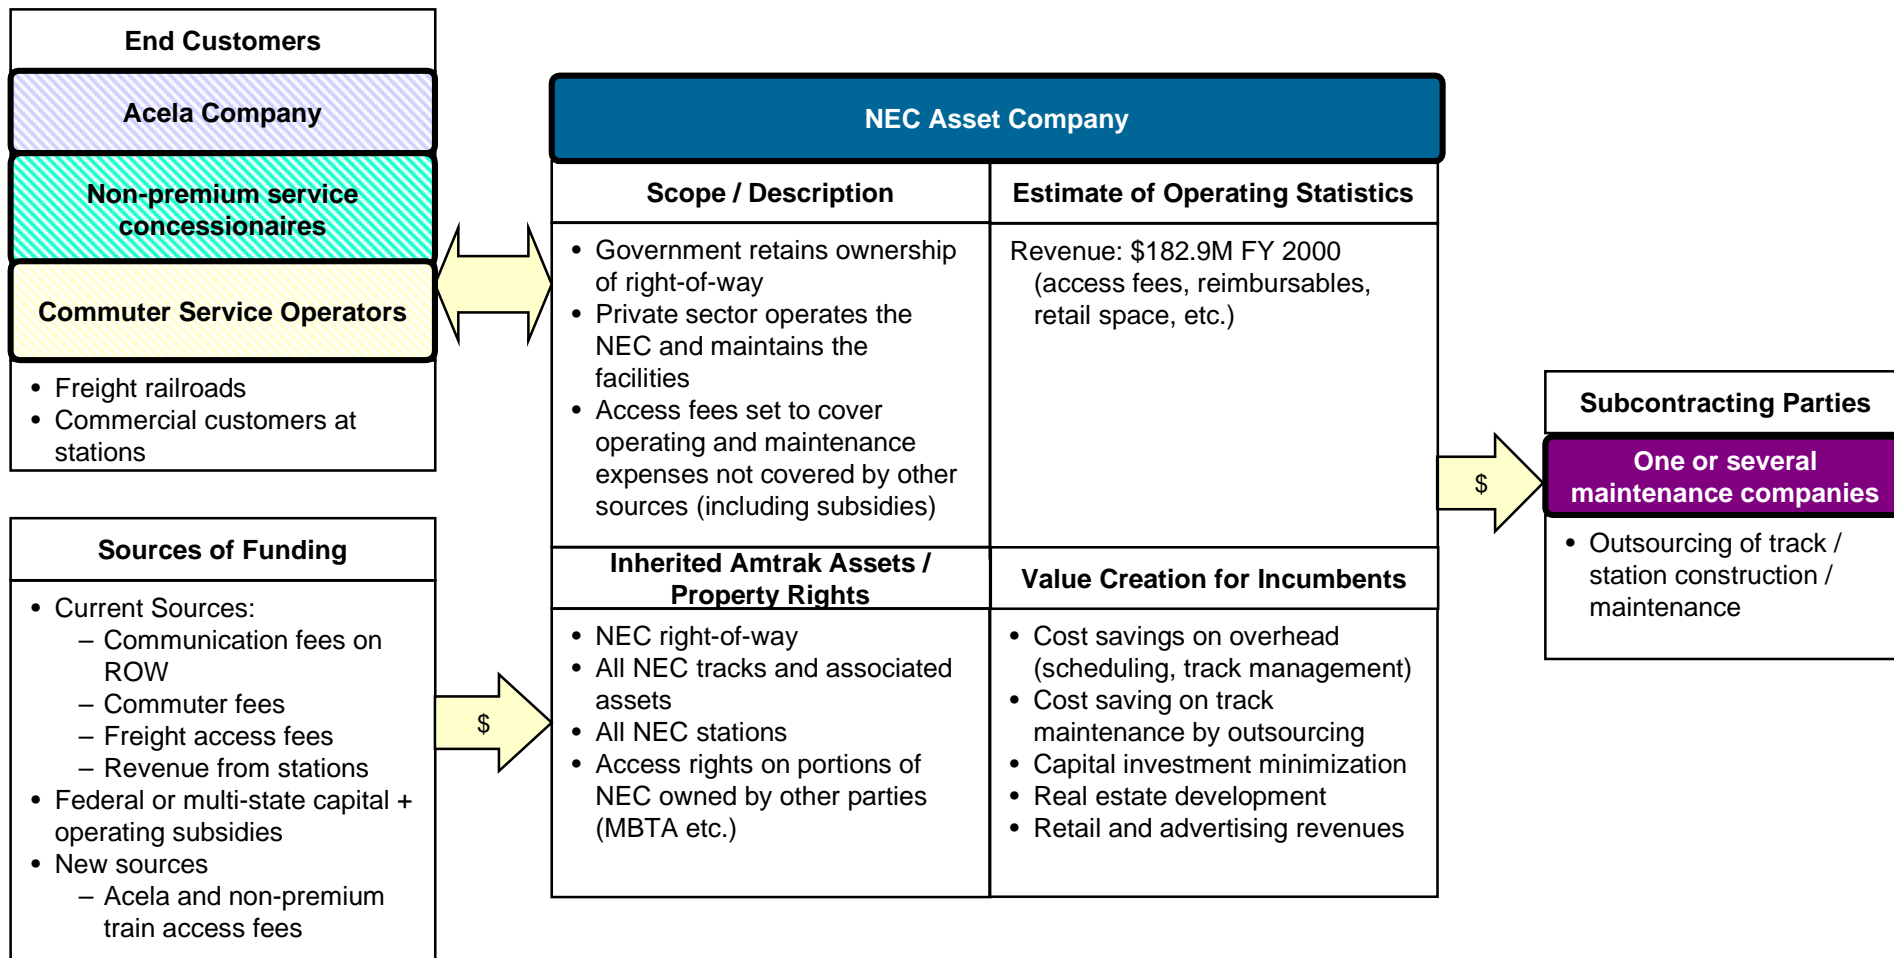 End Customers
Acela Company
Non-premium service
concessionaires
Commuter Service Operators
• Freight railroads
• Commercial customers at
stations
Sources of Funding
• Current Sources:
– Communication fees on
ROW
– Commuter fees
– Freight access fees
– Revenue from stations
• Federal or multi-state capital +
operating subsidies
• New sources
– Acela and non-premium
train access fees
$
NEC Asset Company
Scope / Description
• Government retains ownership
of right-of-way
• Private sector operates the
NEC and maintains the
facilities
• Access fees set to cover
operating and maintenance
expenses not covered by other
sources (including subsidies)
Estimate of Operating Statistics
Revenue: $182.9M FY 2000
(access fees, reimbursables,
retail space, etc.)
Inherited Amtrak Assets /
Property Rights
• NEC right-of-way
• All NEC tracks and associated
assets
• All NEC stations
• Access rights on portions of
NEC owned by other parties
(MBTA etc.)
Value Creation for Incumbents
• Cost savings on overhead
(scheduling, track management)
• Cost saving on track
maintenance by outsourcing
• Capital investment minimization
• Real estate development
• Retail and advertising revenues
$
Subcontracting Parties
One or several
maintenance companies
• Outsourcing of track /
station construction /
maintenance